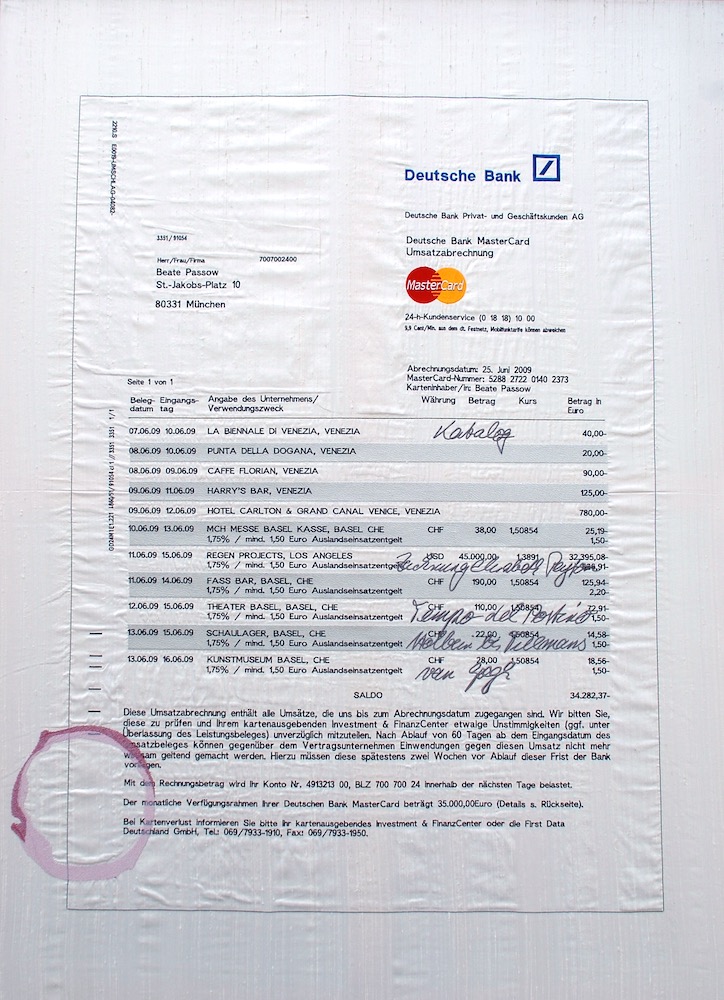 Deutsche Bank
Deutsche Bank Privat- und Geschäftskunden AG
3351/91054
Deutsche Bank MasterCard
Umsatzabrechnung
Herr/Frau/Firma 7007002400
Beate Passow
St.-Jakobs-Platz 10
80331 München
MasterCard
24-h-Kundenservice (0 18 18) 10 00
9,9 Cent/Min. aus dem dt. Festnetz, Mobilfunktarife können abweichen
Abrechnungsdatum: 25. Juni 2009
MasterCard-Nummer: 5288 2722 0140 2373
Karteninhaber/in: Beate Passow
Seite 1 von 1
Beleg- Eingangs- Angabe des Unternehmens/ Währung Betrag Kurs Betrag in
datum tag Verwendungszweck Euro
07.06.09 10.06.09 LA BIENNALE DI VENEZIA, VENEZIA Katalog 40,00-
08.06.09 10.06.09 PUNTA DELLA DOGANA, VENEZIA 20,00-
08.06.09 09.06.09 CAFFE FLORIAN, VENEZIA 90,00-
09.06.09 11.06.09 HARRY'S BAR, VENEZIA 125,00-
09.06.09 12.06.09 HOTEL CARLTON & GRAND CANAL VENICE, VENEZIA 780,00-
10.06.09 13.06.09 MCH MESSE BASEL KASSE, BASEL CHE CHF 38,00 1,50854 25,19-
1,75% / mind. 1,50 Euro Auslandseinsatzentgelt 1,50-
11.06.09 15.06.09 REGEN PROJECTS, LOS ANGELES USD 45.000,00 1,3891 32.395,08-
1,75% / mind. 1,50 Euro Auslandseinsatzentgelt Zeichnung Elizabeth Peyton
11.06.09 14.06.09 FASS BAR, BASEL, CHE CHF 190,00 1,50854 125,94-
1,75% / mind. 1,50 Euro Auslandseinsatzentgelt 2,20-
12.06.09 15.06.09 THEATER BASEL, BASEL, CHE CHF 110,00 1,50854 72,91-
1,75% / mind. 1,50 Euro Auslandseinsatzentgelt Tempo del Postino 1,50-
13.06.09 15.06.09 SCHAULAGER, BASEL, CHE CHF 22,00 1,50854 14,58-
1,75% / mind. 1,50 Euro Auslandseinsatzentgelt Holbein bis Tillmans 1,50-
13.06.09 16.06.09 KUNSTMUSEUM BASEL, CHE CHF 28,00 1,50854 18,56-
1,75% / mind. 1,50 Euro Auslandseinsatzentgelt van Gogh 1,50-
SALDO 34.282,37-
Diese Umsatzabrechnung enthält alle Umsätze, die uns bis zum Abrechnungsdatum zugegangen sind. Wir bitten Sie,
diese zu prüfen und Ihrem kartenausgebenden Investment & FinanzCenter etwaige Unstimmigkeiten (ggf. unter
Überlassung des Leistungsbeleges) unverzüglich mitzuteilen. Nach Ablauf von 60 Tagen ab dem Eingangsdatum des
Umsatzbeleges können gegenüber dem Vertragsunternehmen Einwendungen gegen diesen Umsatz nicht mehr
wirksam geltend gemacht werden. Hierzu müssen diese spätestens zwei Wochen vor Ablauf dieser Frist der Bank
vorliegen.
Mit dem Rechnungsbetrag wird Ihr Konto Nr. 4913213 00, BLZ 700 700 24 innerhalb der nächsten Tage belastet.
Der monatliche Verfügungsrahmen Ihrer Deutschen Bank MasterCard beträgt 35.000,00Euro (Details s. Rückseite).
Bei Kartenverlust informieren Sie bitte Ihr kartenausgebendes Investment & FinanzCenter oder die First Data
Deutschland GmbH, Tel.: 069/7933-1910, Fax: 069/7933-1950.